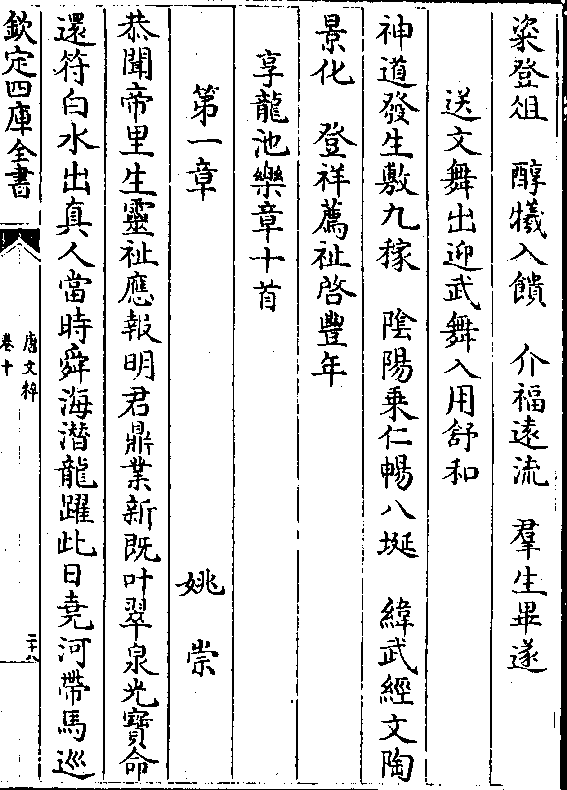 粢登俎　醇犧入饋　介福遠流　羣生畢遂
送文舞出迎武舞入用舒和
神道發生敷九稼　隂陽乗仁暢八埏　緯武經文陶
景化　登祥薦祉啓豐年
享龍池樂章十首
第一章　姚崇
恭聞帝里生靈祉應報明君鼎業新既叶翠泉光寳命
還符白水出真人當時舜海潜龍躍此日堯河帶馬巡
欽定四庫全書
唐文粹
卷十
二十八